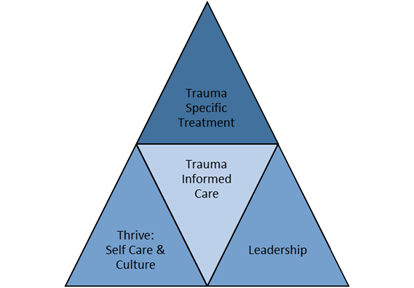 Trauma
Specific
Treatment
Trauma
Informed
Care
Thrive:
Self Care &
Culture
Leadership